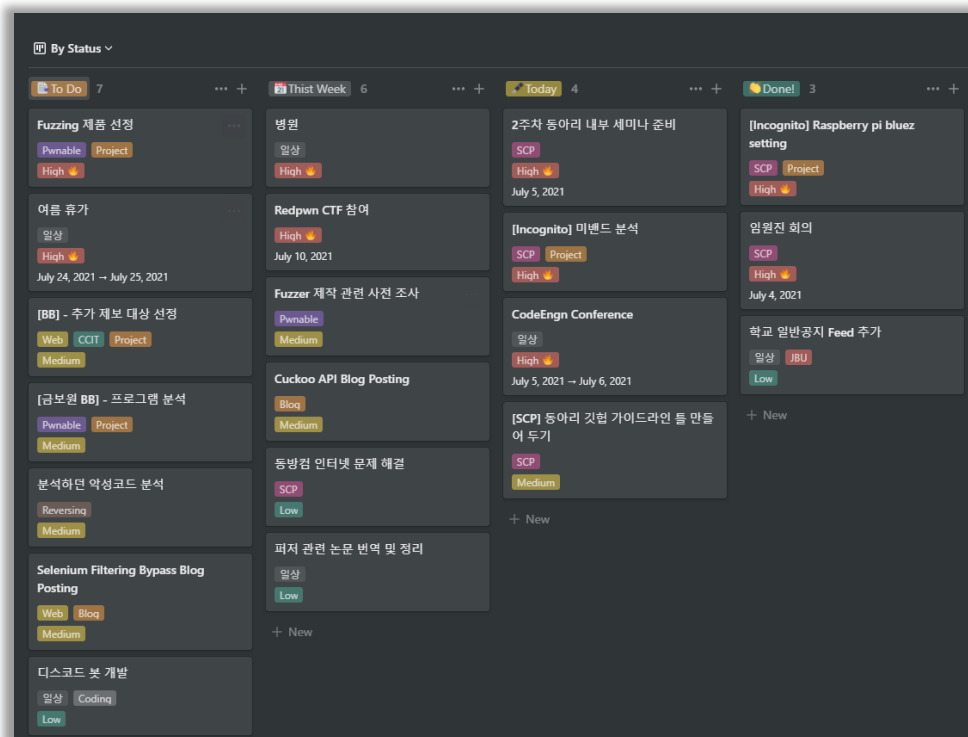 By Status
To Do 7
Fuzzing 제품 선정
Pwnable Project
High
여름 휴가
일상
High
July 24, 2021 → July 25, 2021
[BB] - 추가 제보 대상 선정
Web CCIT Project
Medium
[금보원 BB] - 프로그램 분석
Pwnable Project
Medium
분석하던 악성코드 분석
Reversing
Medium
Selenium Filtering Bypass Blog
Posting
Web Blog
Medium
디스코드 봇 개발
일상 Coding
Low
Thist Week 6
병원
일상
High
Redpwn CTF 참여
High
July 10, 2021
Fuzzer 제작 관련 사전 조사
Pwnable
Medium
Cuckoo API Blog Posting
Blog
Medium
동방컴 인터넷 문제 해결
SCP
Low
퍼저 관련 논문 번역 및 정리
일상
Low
+ New
Today 4
2주차 동아리 내부 세미나 준비
SCP
High
July 5, 2021
[Incognito] 미밴드 분석
SCP Project
High
CodeEngn Conference
일상
High
July 5, 2021 → July 6, 2021
[SCP] 동아리 깃헙 가이드라인 틀 만들
어 두기
SCP
Medium
+ New
Done! 3
[Incognito] Raspberry pi bluez
setting
SCP Project
High
임원진 회의
SCP
High
July 4, 2021
학교 일반공지 Feed 추가
일상 JBU
Low
+ New